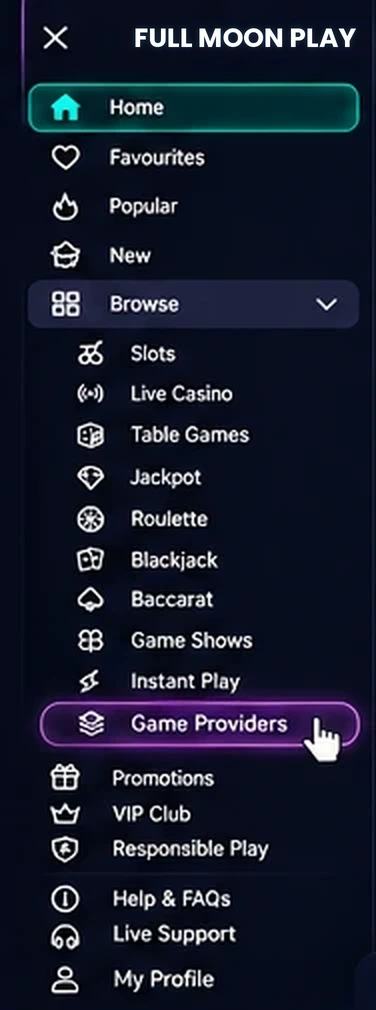 FULL MOON PLAY
Home
Favourites
Popular
New
Browse
Slots
Live Casino
Table Games
Jackpot
Roulette
Blackjack
Baccarat
Game Shows
Instant Play
Game Providers
Promotions
VIP Club
Responsible Play
Help & FAQs
Live Support
My Profile